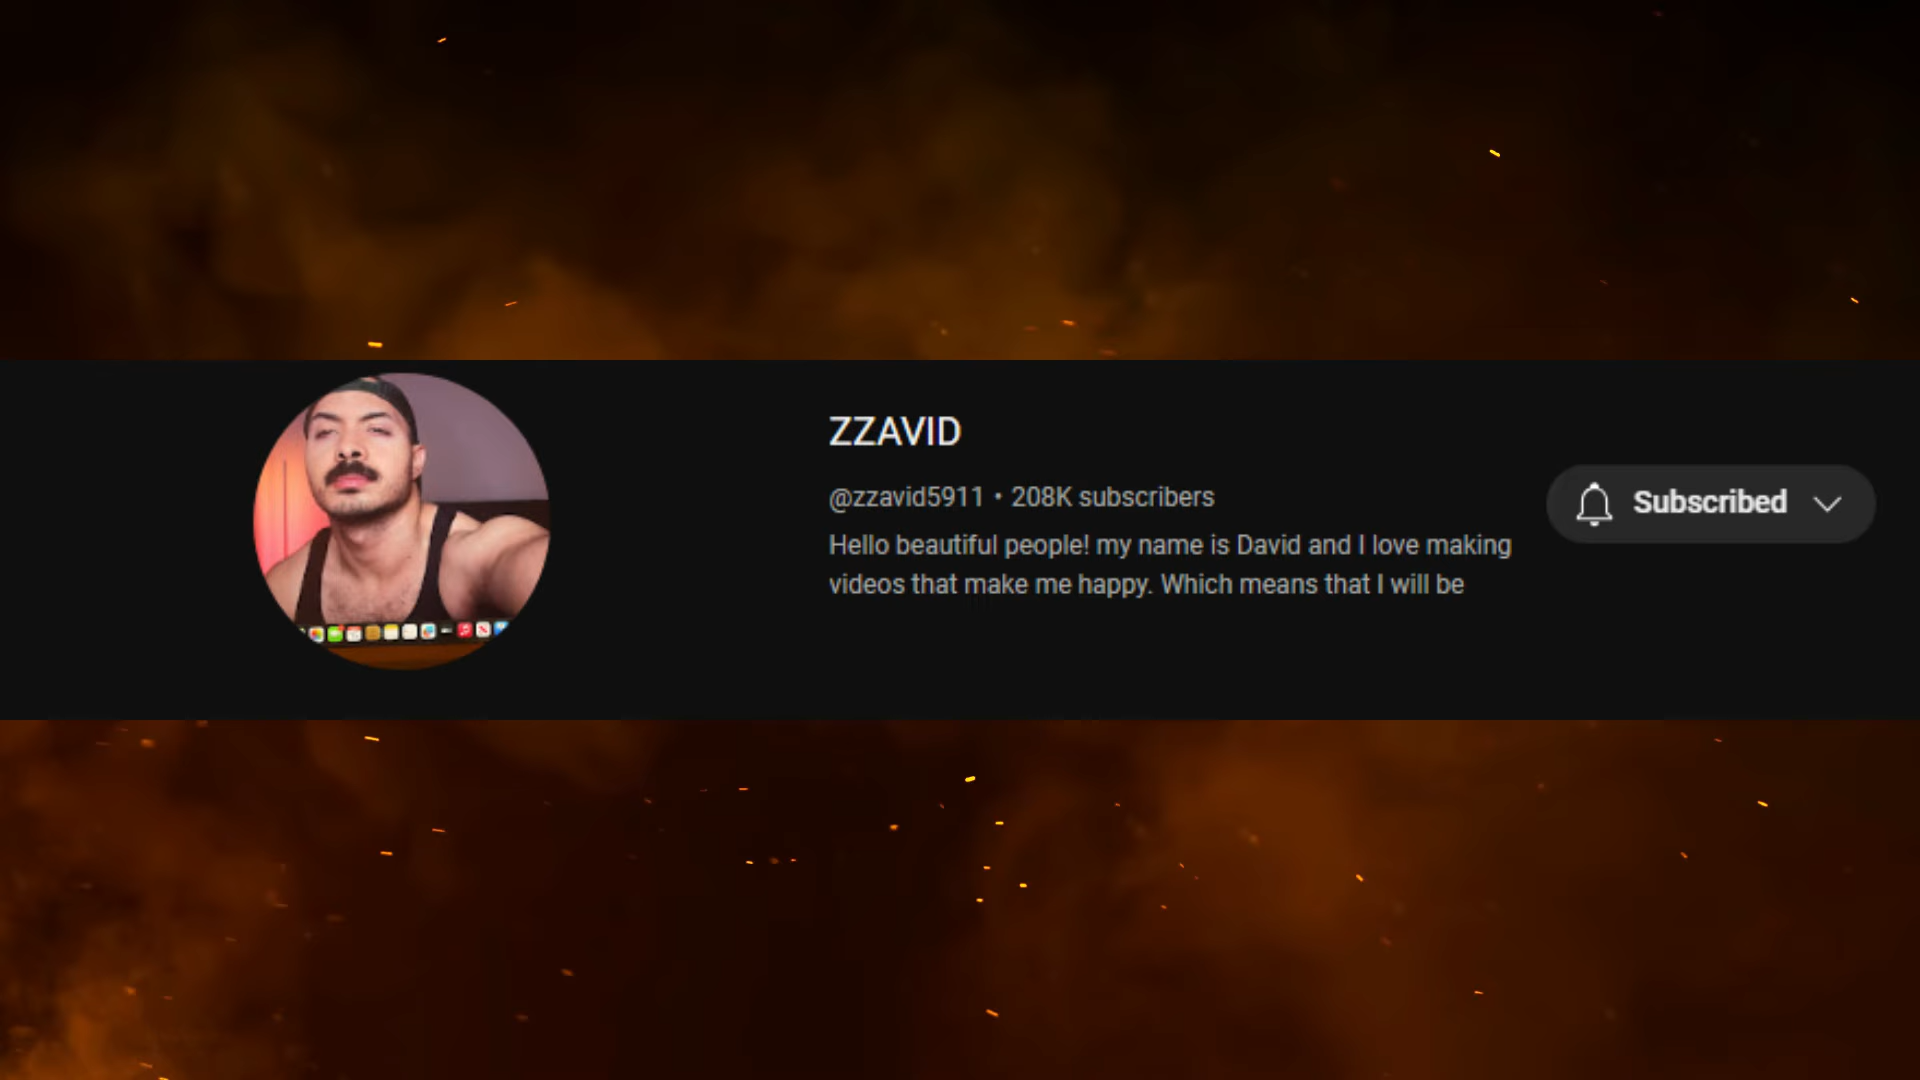 ZZAVID
@zzavid5911 • 208K subscribers
Hello beautiful people! my name is David and I love making
videos that make me happy. Which means that I will be
Subscribed